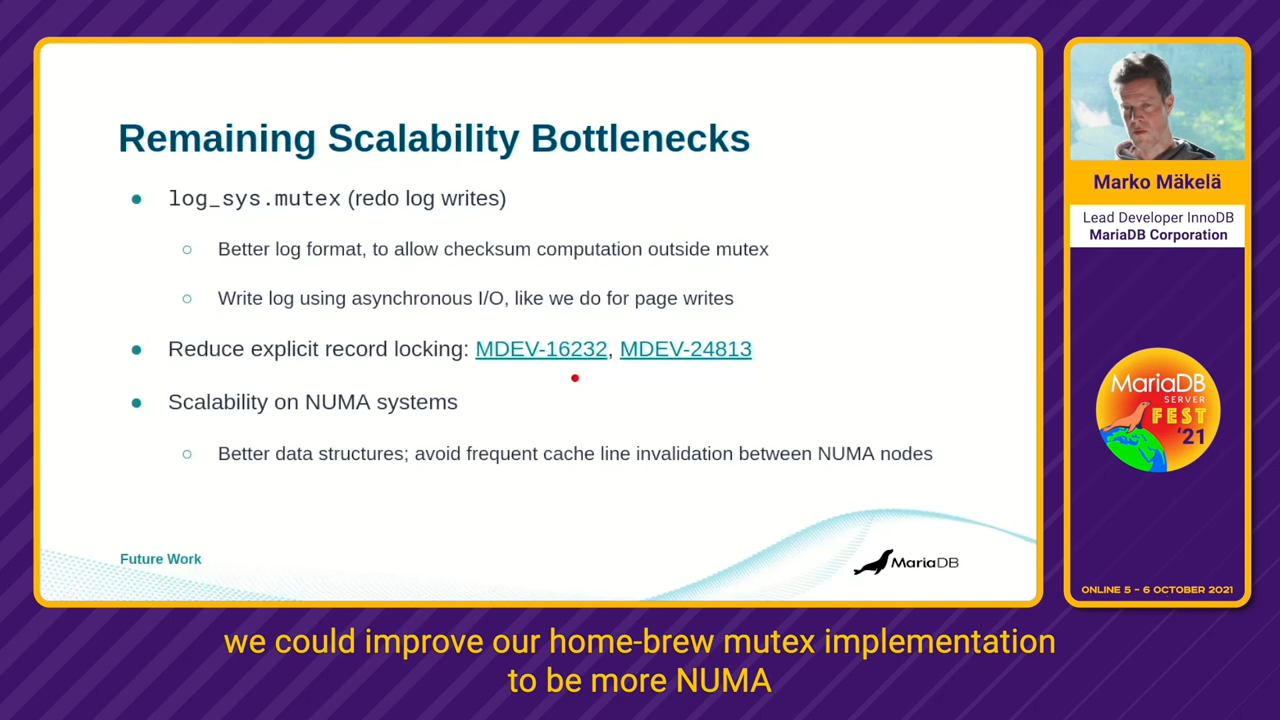 Remaining Scalability Bottlenecks
● log_sys.mutex (redo log writes)
○ Better log format, to allow checksum computation outside mutex
○ Write log using asynchronous I/O, like we do for page writes
● Reduce explicit record locking: MDEV-16232, MDEV-24813
● Scalability on NUMA systems
○ Better data structures; avoid frequent cache line invalidation between NUMA nodes
Future Work
MariaDB
Marko Mäkelä
Lead Developer InnoDB
MariaDB Corporation
MariaDB
SERVER
FEST
'21
ONLINE 5 – 6 OCTOBER 2021
we could improve our home-brew mutex implementation
to be more NUMA